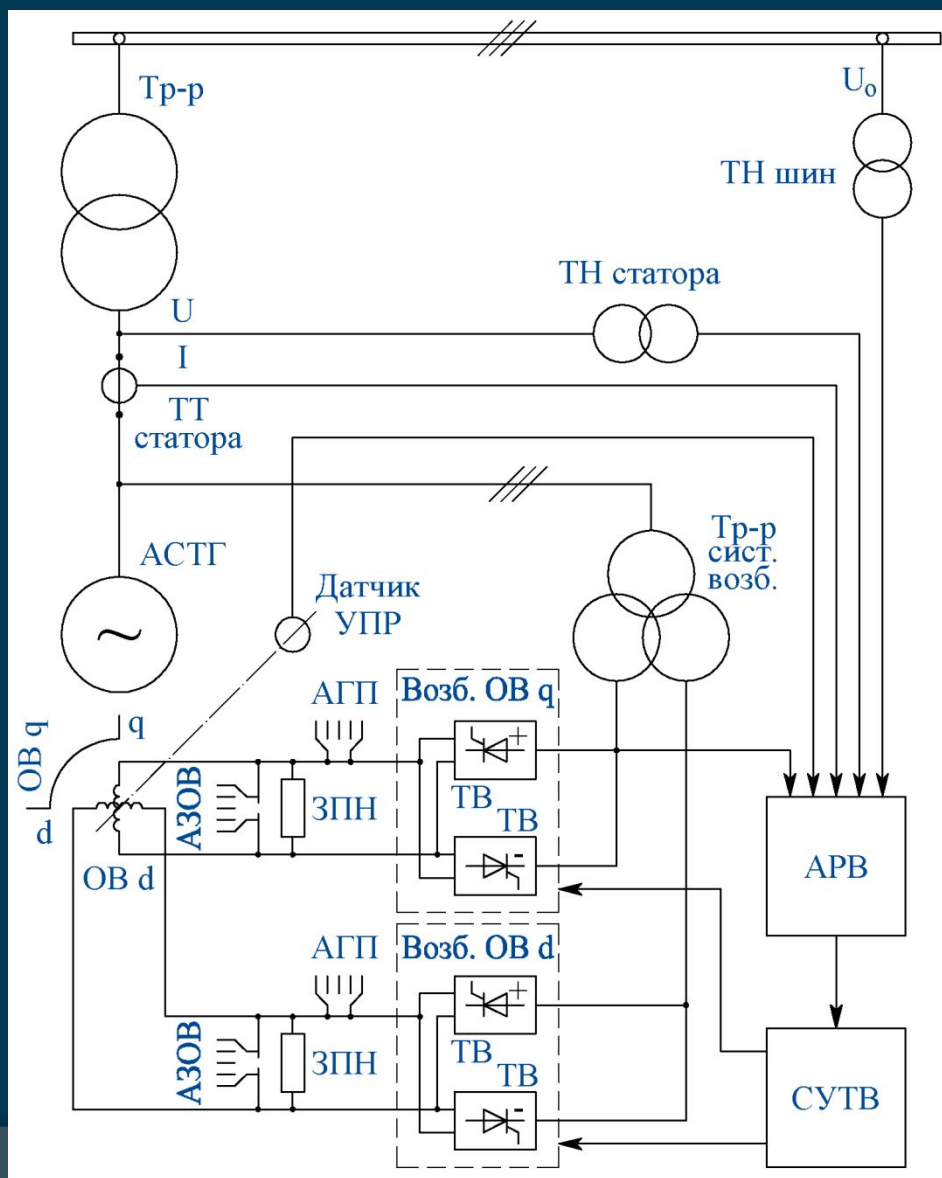 Тр-р
U₀
ТН шин
ТН статора
U
I
ТТ
статора
Тр-р
сист.
возб.
АСТГ
~
Датчик
УПР
АГП
Возб. ОВ q
ОВ q
q
d
АЗОВ
ЗПН
+
ТВ
ТВ
-
ОВ d
АРВ
АГП
Возб. ОВ d
АЗОВ
ЗПН
+
ТВ
ТВ
-
СУТВ